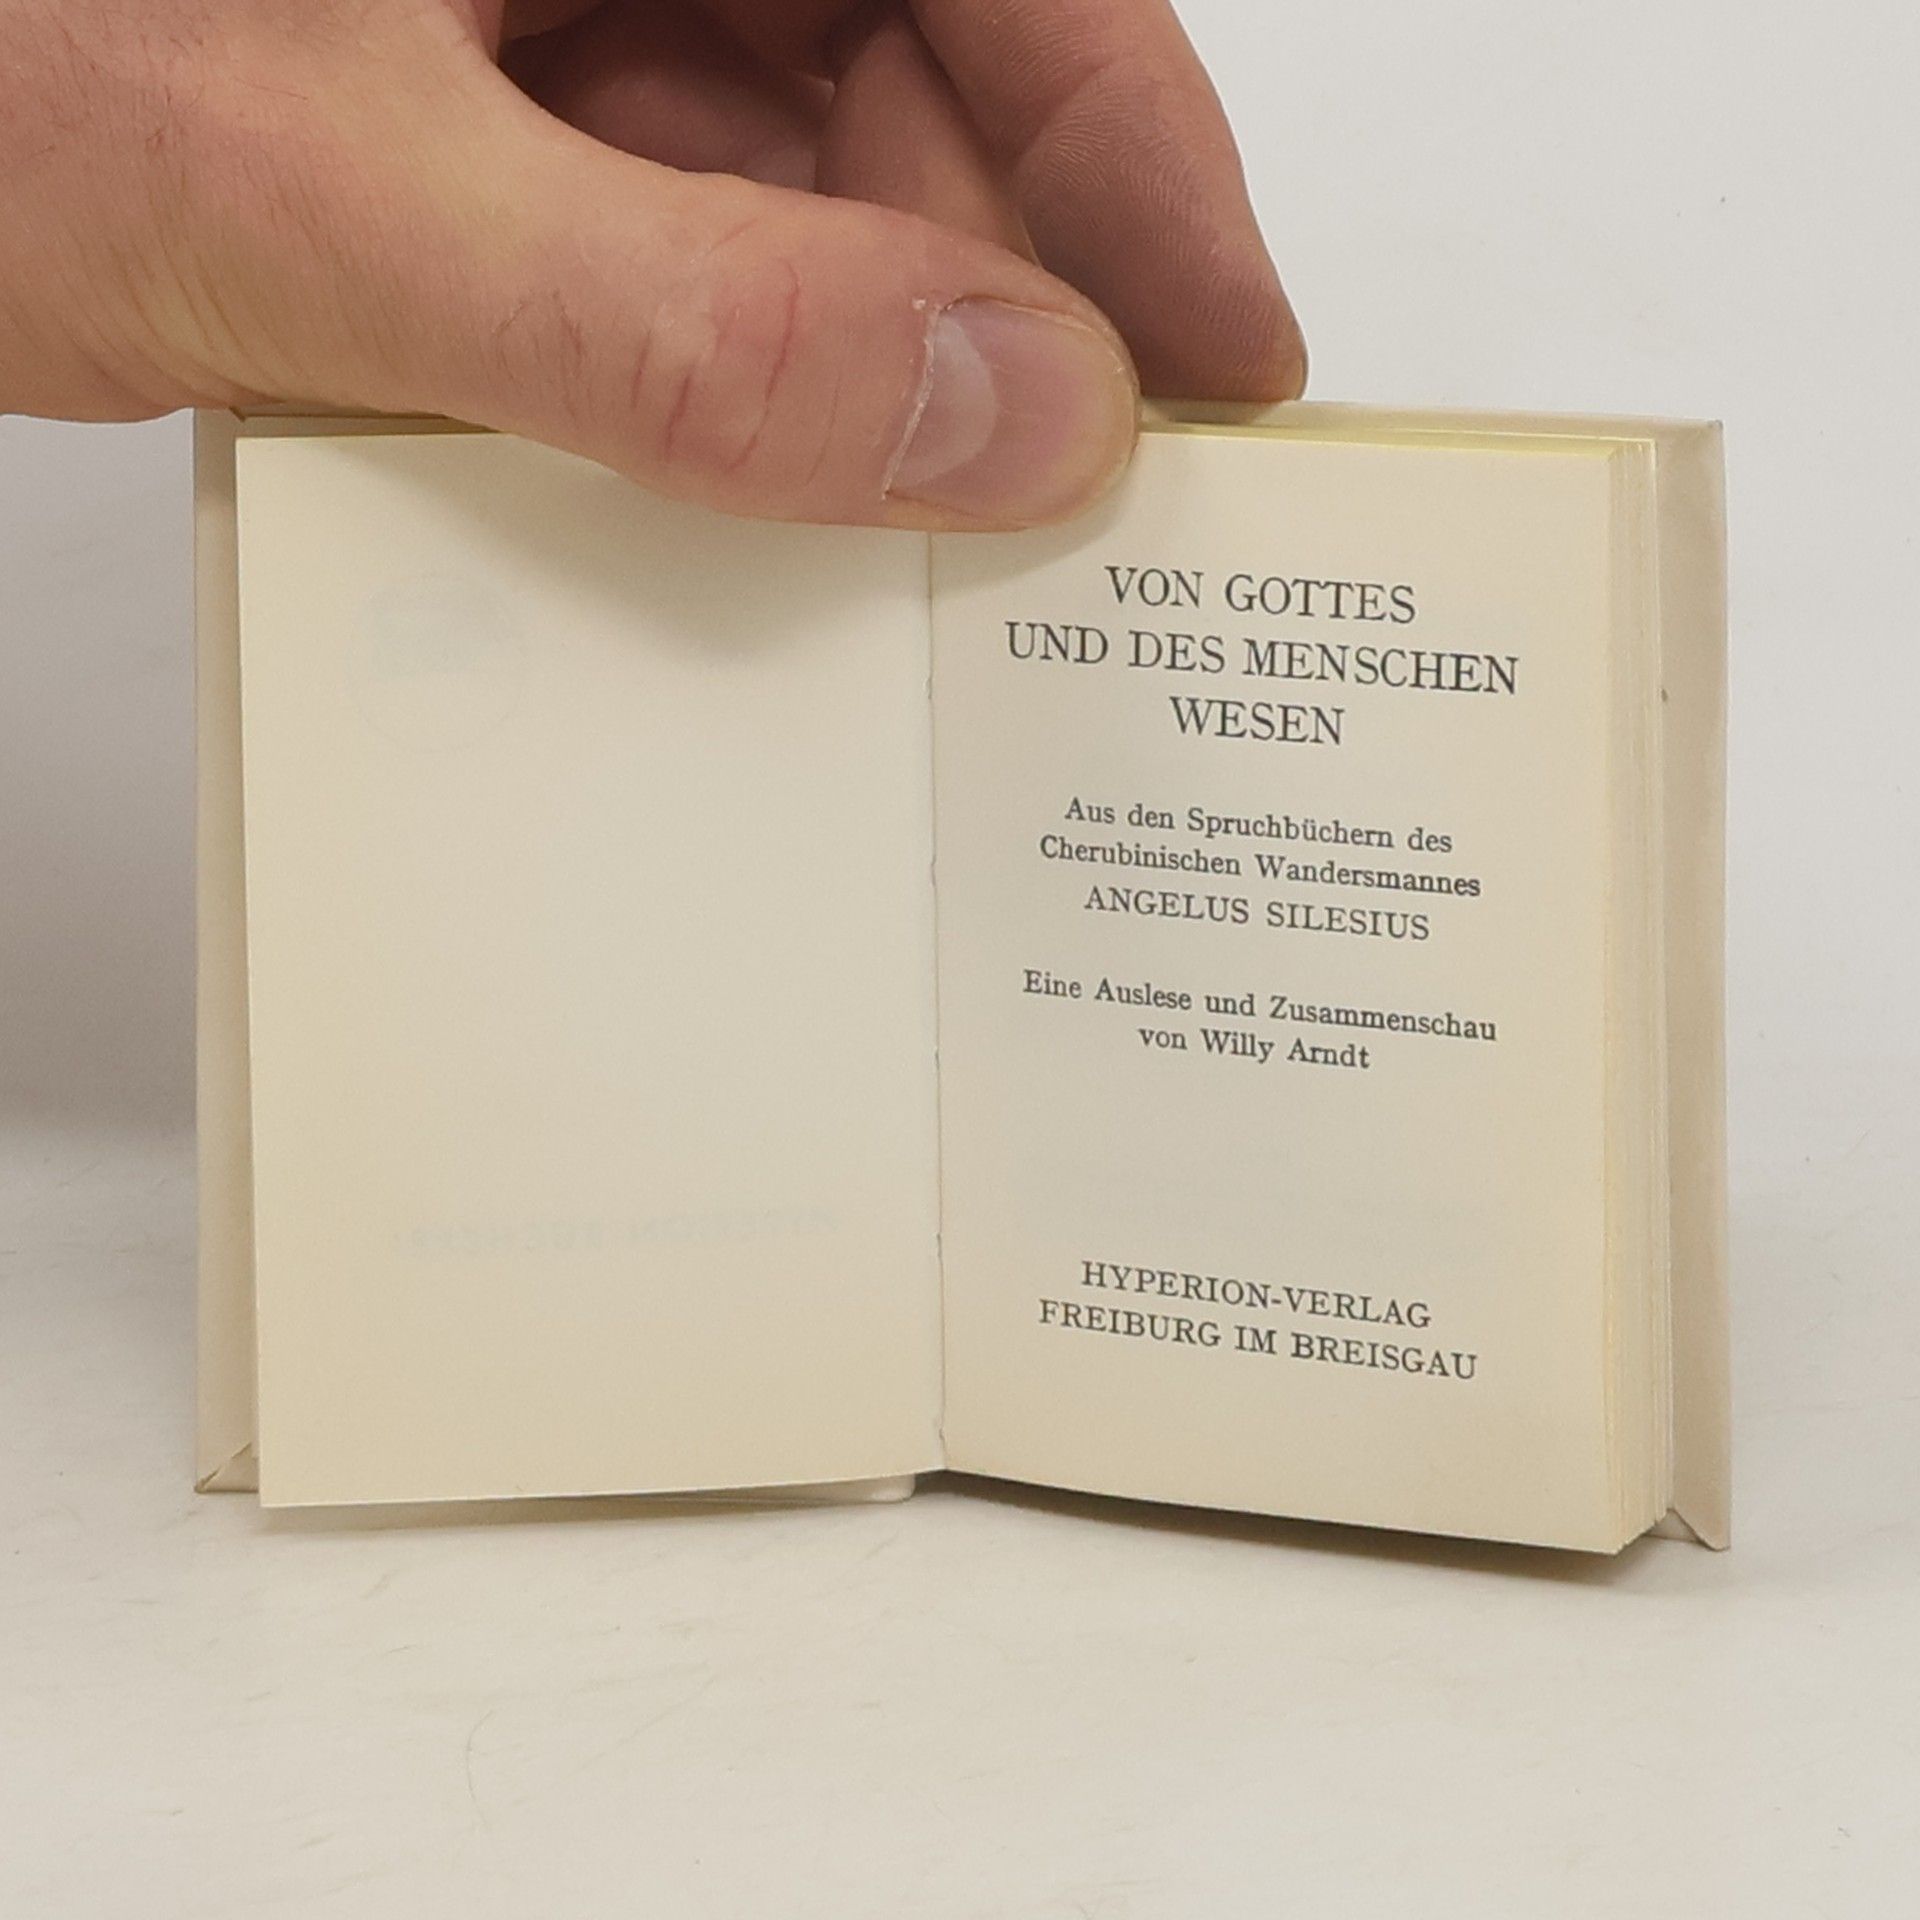 VON GOTTES
UND DES MENSCHEN
WESEN
Aus den Spruchbüchern des
Cherubinischen Wandersmannes
ANGELUS SILESIUS
Eine Auslese und Zusammenschau
von Willy Arndt
HYPERION-VERLAG
FREIBURG IM BREISGAU